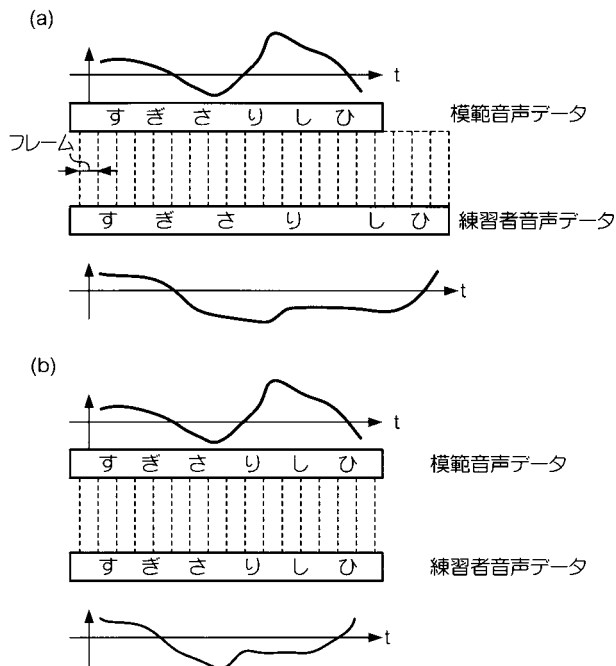 (a)
t
す ぎ さ り し ひ 模範音声データ
フレーム
す ぎ さ り し ひ 練習者音声データ
t
(b)
t
す ぎ さ り し ひ 模範音声データ
す ぎ さ り し ひ 練習者音声データ
t